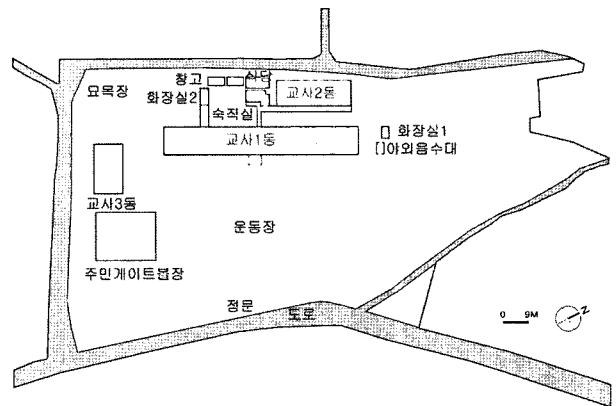 창고 식당
묘목장 교사2동
화장실2
숙직실
교사1동 화장실1
야외음수대
교사3동
운동장
주민게이트볼장
정문
도로
0 9M
Z